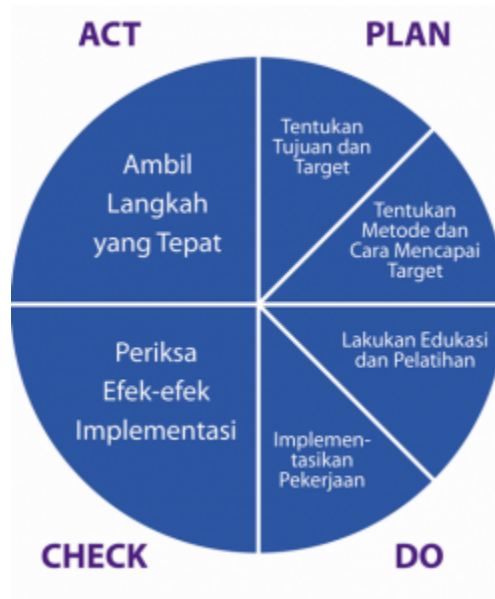 ACT
PLAN
Tentukan
Tujuan dan
Target
Tentukan
Metode dan
Cara Mencapai
Target
Lakukan Edukasi
dan Pelatihan
Implemen-
tasikan
Pekerjaan
Periksa
Efek-efek
Implementasi
Ambil
Langkah
yang Tepat
CHECK
DO